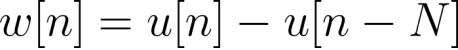 w[n] = u[n] − u[n − N]